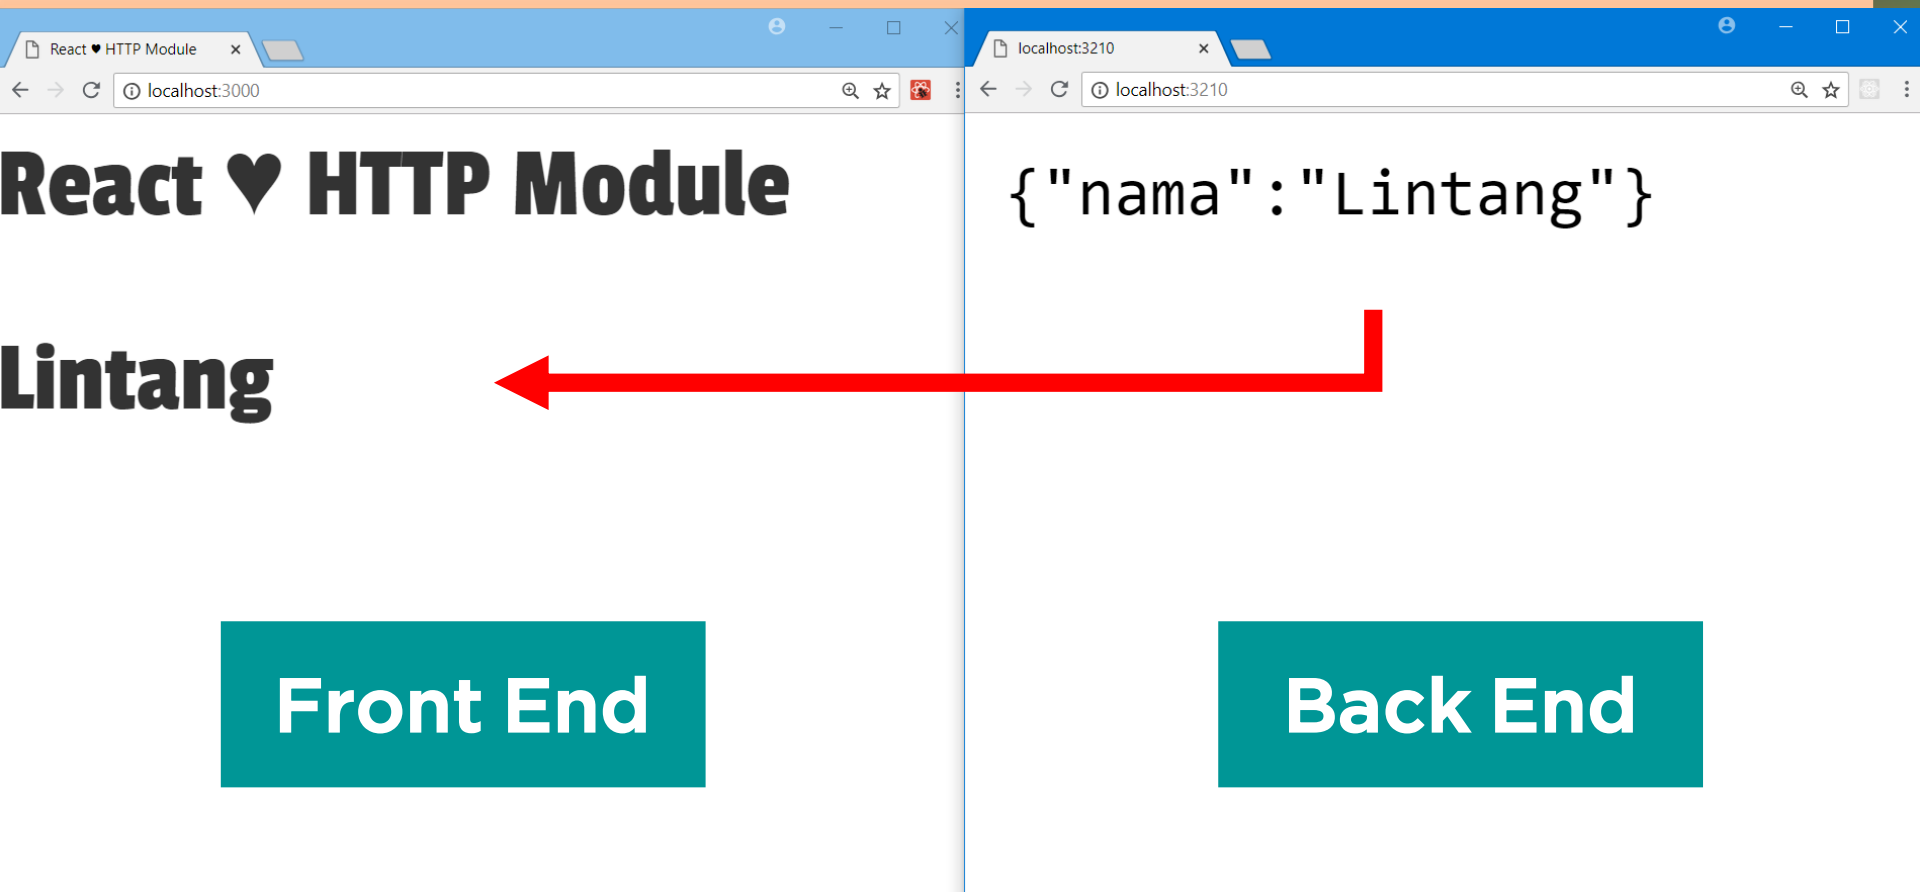 React ♥ HTTP Module
localhost:3000
React ♥ HTTP Module
Lintang
Front End
localhost:3210
localhost:3210
{"nama":"Lintang"}
Back End